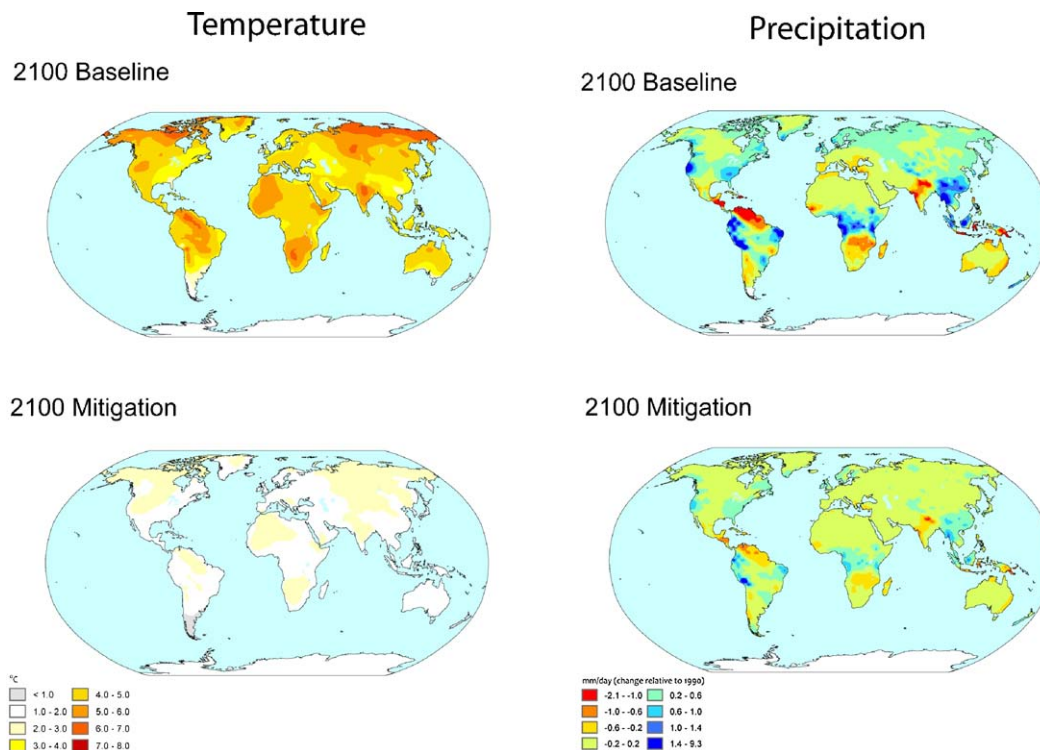 Temperature
Precipitation
2100 Baseline
2100 Baseline
2100 Mitigation
2100 Mitigation
°C
< 1.0
4.0 - 5.0
1.0 - 2.0
5.0 - 6.0
2.0 - 3.0
6.0 - 7.0
3.0 - 4.0
7.0 - 8.0
mm/day (change relative to 1990)
-2.1 - -1.0
0.2 - 0.6
-1.0 - -0.6
0.6 - 1.0
-0.6 - -0.2
1.0 - 1.4
-0.2 - 0.2
1.4 - 9.3